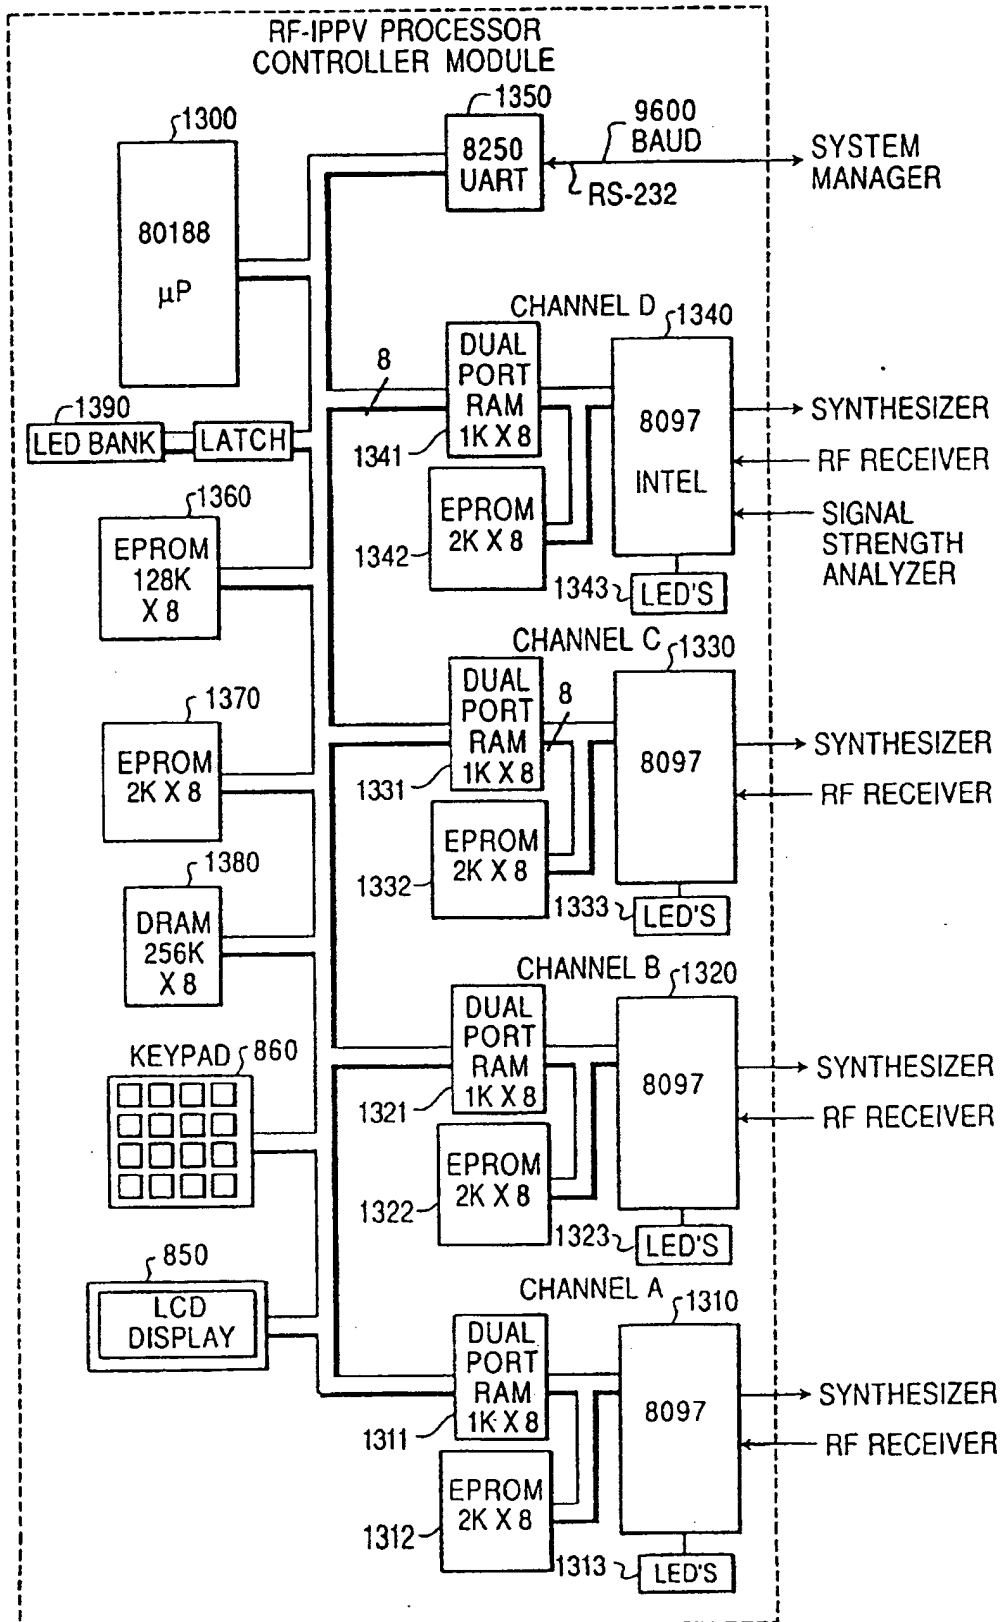 RF-IPPV PROCESSOR
CONTROLLER MODULE
1300
80188
µP
1350
8250
UART
9600
BAUD
RS-232
SYSTEM
MANAGER
1390
LED BANK
LATCH
8
CHANNEL D
DUAL
PORT
RAM
1K X 8
1341
EPROM
2K X 8
1342
1340
8097
INTEL
1343
LED'S
SYNTHESIZER
RF RECEIVER
SIGNAL
STRENGTH
ANALYZER
1360
EPROM
128K
X 8
CHANNEL C
DUAL
PORT
RAM
1K X 8
1331
8
EPROM
2K X 8
1332
1330
8097
1333
LED'S
SYNTHESIZER
RF RECEIVER
1370
EPROM
2K X 8
1380
DRAM
256K
X 8
CHANNEL B
DUAL
PORT
RAM
1K X 8
1321
EPROM
2K X 8
1322
1320
8097
1323
LED'S
SYNTHESIZER
RF RECEIVER
KEYPAD
860
850
LCD
DISPLAY
CHANNEL A
DUAL
PORT
RAM
1K X 8
1311
EPROM
2K X 8
1312
1310
8097
1313
LED'S
SYNTHESIZER
RF RECEIVER